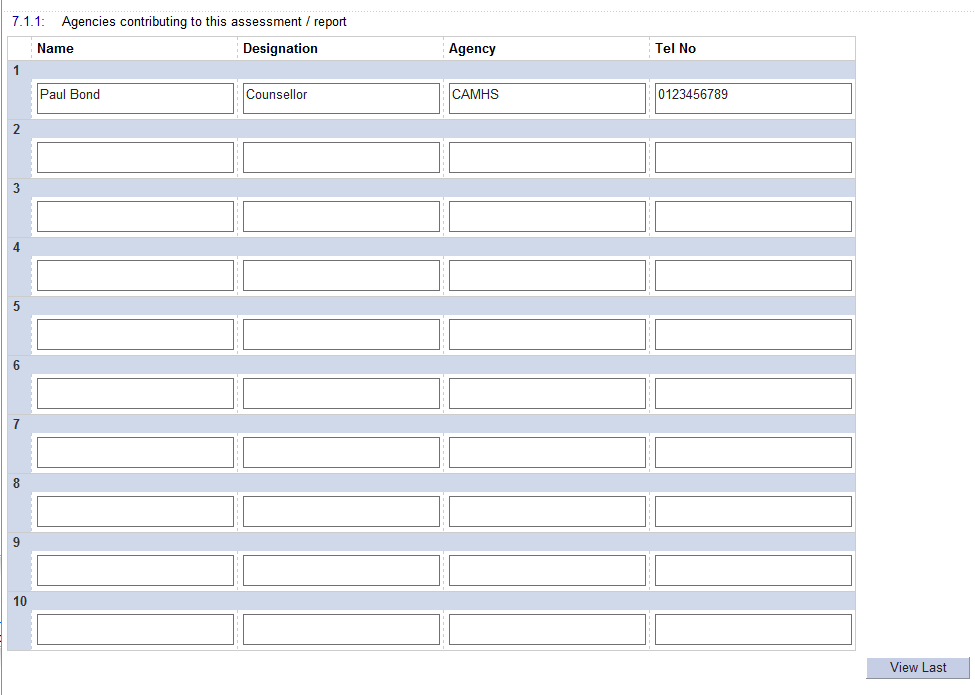 7.1.1: Agencies contributing to this assessment / report
Name Designation Agency Tel No
1
Paul Bond Counsellor CAMHS 0123456789
2
3
4
5
6
7
8
9
10
View Last